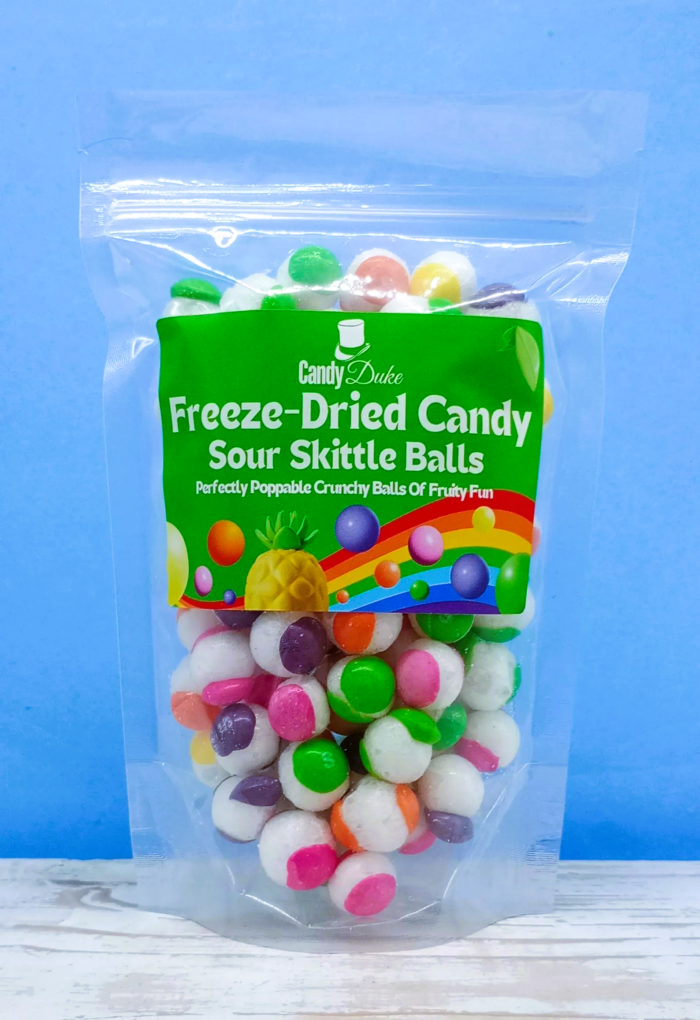 Candy Duke
Freeze-Dried Candy
Sour Skittle Balls
Perfectly Poppable Crunchy Balls Of Fruity Fun